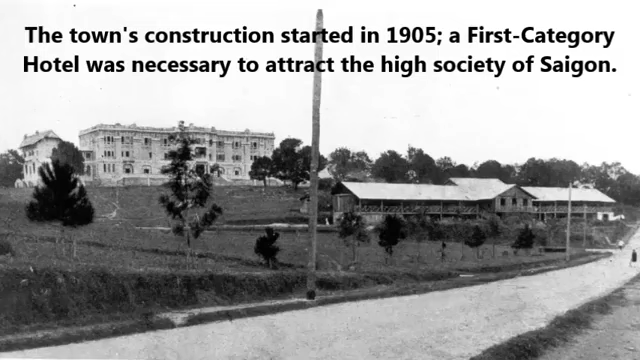 The town's construction started in 1905; a First-Category
Hotel was necessary to attract the high society of Saigon.